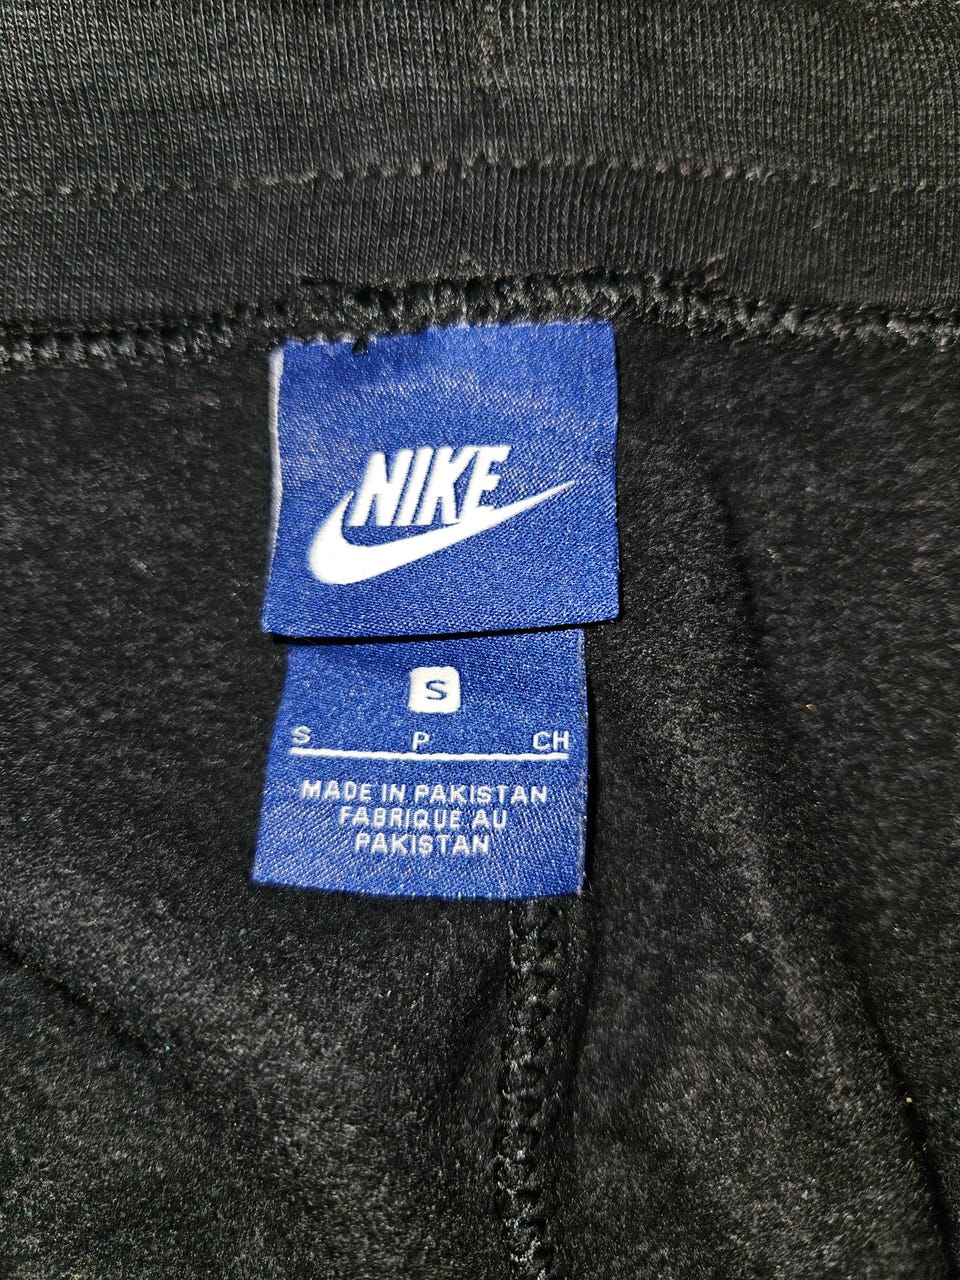 NIKE
S
S P CH
MADE IN PAKISTAN
FABRIQUE AU
PAKISTAN